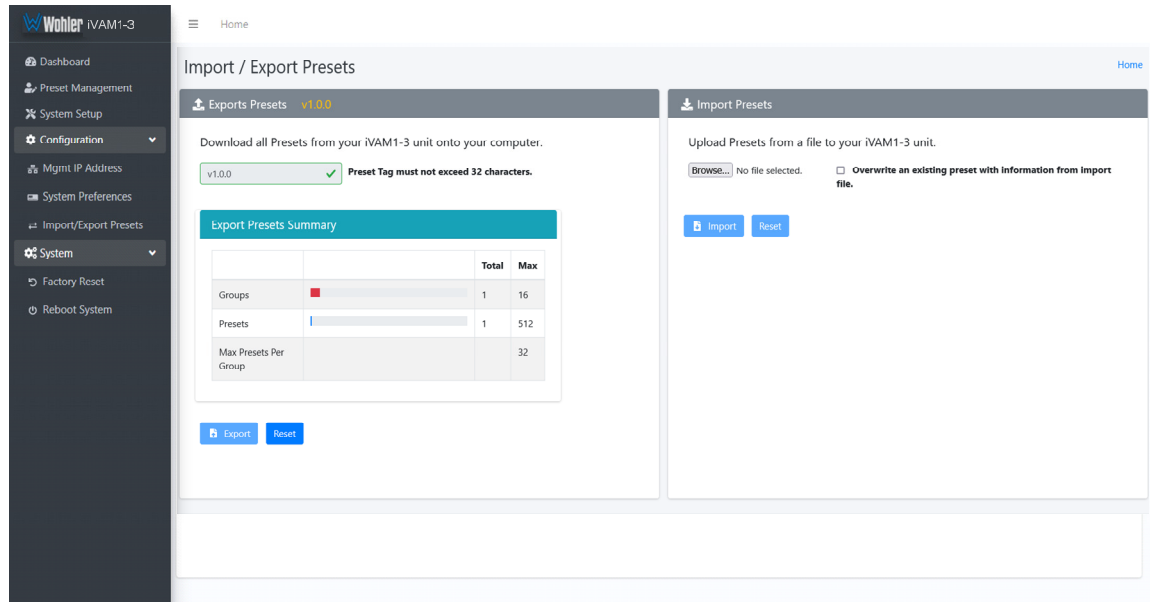 Wohler iVAM1-3
Home
Dashboard
Preset Management
System Setup
Configuration
Mgmt IP Address
System Preferences
Import/Export Presets
System
Factory Reset
Reboot System
Import / Export Presets
Home
Exports Presets v1.0.0
Download all Presets from your iVAM1-3 unit onto your computer.
v1.0.0
Preset Tag must not exceed 32 characters.
Export Presets Summary
Total Max
Groups 1 16
Presets 1 512
Max Presets Per
Group
32
Export Reset
Import Presets
Upload Presets from a file to your iVAM1-3 unit.
Browse... No file selected.
Overwrite an existing preset with information from import
file.
Import Reset